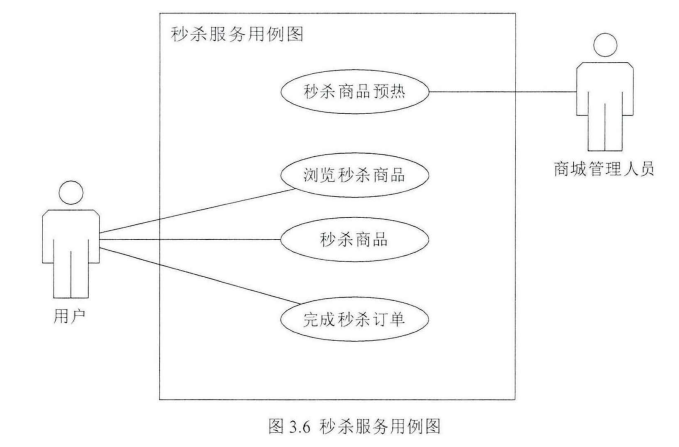 秒杀服务用例图
秒杀商品预热
商城管理人员
浏览秒杀商品
秒杀商品
用户
完成秒杀订单
图 3.6 秒杀服务用例图